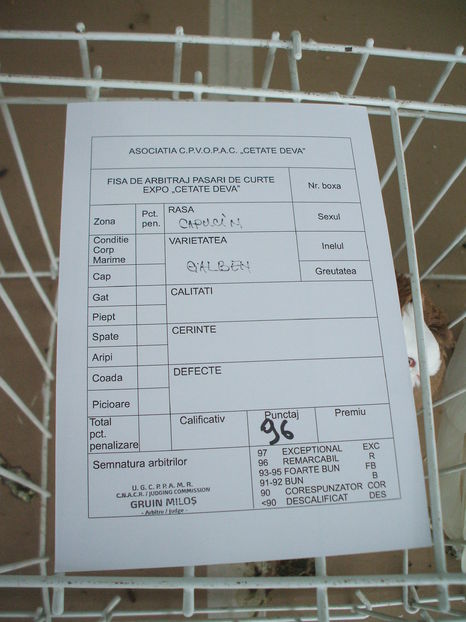 ASOCIATIA C.P.V.O.P.A.C. „CETATE DEVA”
FISA DE ARBITRAJ PASARI DE CURTE
EXPO „CETATE DEVA”
Nr. boxa
Zona
Pct.
pen.
RASA
CAPUCIN
Sexul
Conditie
Corp
Marime
VARIETATEA
GALBEN
Inelul
Greutatea
Cap
Gat
CALITATI
Piept
Spate
CERINTE
Aripi
Coada
DEFECTE
Picioare
Total
pct.
penalizare
Calificativ
Punctaj
96
Premiu
Semnatura arbitrilor
97 EXCEPTIONAL EXC
96 REMARCABIL R
93-95 FOARTE BUN FB
91-92 BUN B
90 CORESPUNZATOR COR
<90 DESCALIFICAT DES
U. G. C. P. P. A. M. R.
C.N.A.C.R. / JUDGING COMMISSION
GRUIN MILOȘ
- Arbitru / Judge -